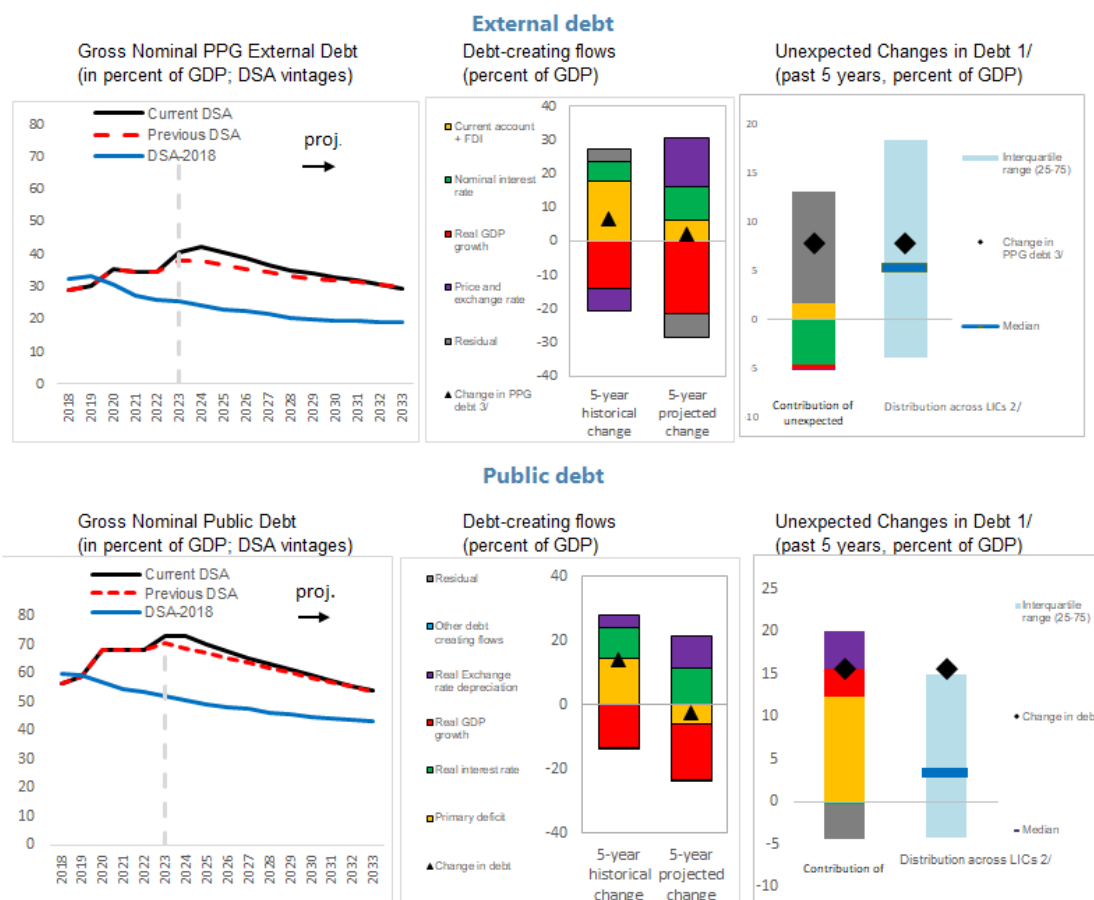 External debt
Gross Nominal PPG External Debt
(in percent of GDP; DSA vintages)
Debt-creating flows
(percent of GDP)
Unexpected Changes in Debt 1/
(past 5 years, percent of GDP)
Current DSA
Previous DSA
DSA-2018
proj.
80
70
60
50
40
30
20
10
0
2018
2019
2020
2021
2022
2023
2024
2025
2026
2027
2028
2029
2030
2031
2032
2033
Current account
+ FDI
Nominal interest
rate
Real GDP
growth
Price and
exchange rate
Residual
Change in PPG
debt 3/
40
30
20
10
0
-10
-20
-30
-40
5-year
historical
change
5-year
projected
change
20
15
10
5
0
-5
-10
Contribution of
unexpected
Distribution across LICs 2/
Interquartile
range (25-75)
Change in
PPG debt 3/
Median
Public debt
Gross Nominal Public Debt
(in percent of GDP; DSA vintages)
Debt-creating flows
(percent of GDP)
Unexpected Changes in Debt 1/
(past 5 years, percent of GDP)
Current DSA
Previous DSA
DSA-2018
proj.
80
70
60
50
40
30
20
10
0
2018
2019
2020
2021
2022
2023
2024
2025
2026
2027
2028
2029
2030
2031
2032
2033
Residual
Other debt
creating flows
Real Exchange
rate depreciation
Real GDP
growth
Real interest rate
Primary deficit
Change in debt
40
20
0
-20
-40
5-year
historical
change
5-year
projected
change
25
20
15
10
5
0
-5
-10
Contribution of
Distribution across LICs 2/
Interquartile
range (25-75)
Change in debt
Median